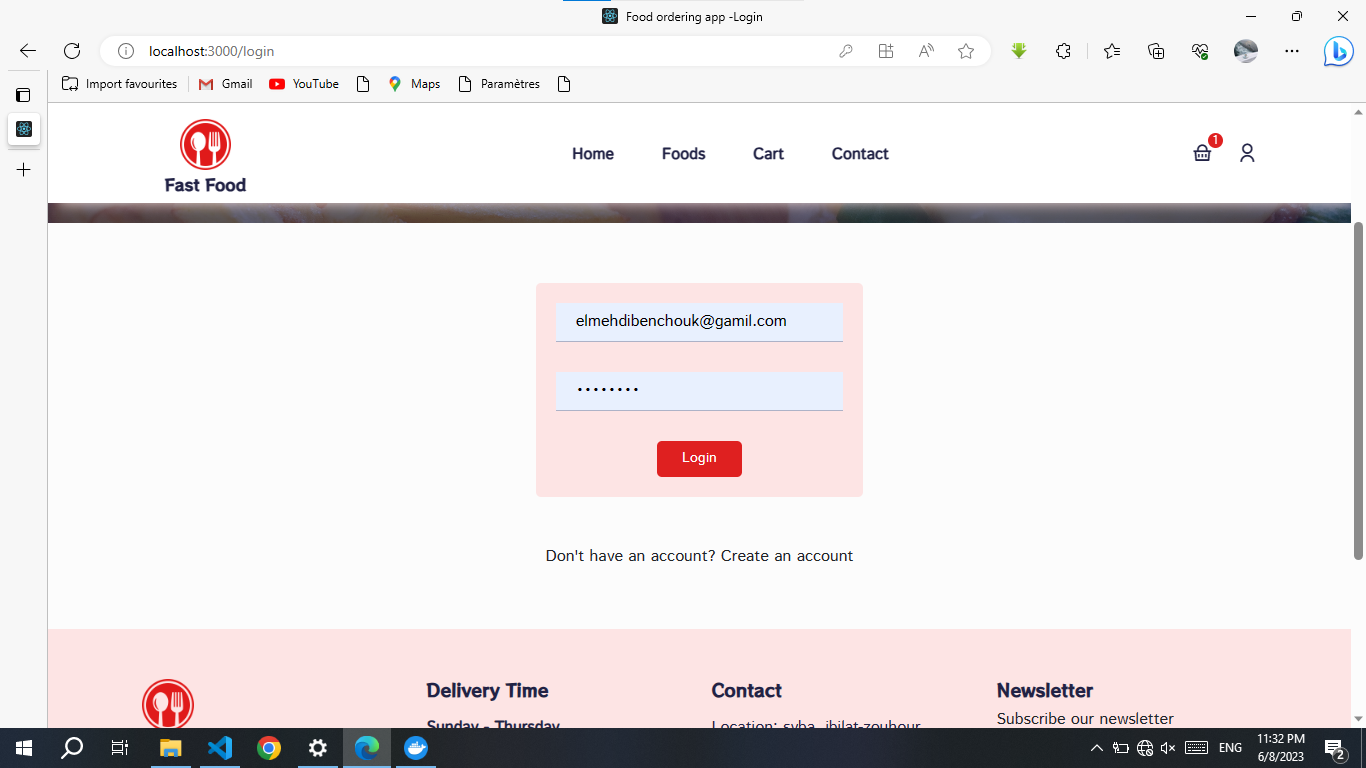 Food ordering app -Login
localhost:3000/login
Import favourites Gmail YouTube Maps Paramètres
Home Foods Cart Contact
1
Fast Food
elmehdibenchouk@gamil.com
••••••••
Login
Don't have an account? Create an account
Delivery Time Contact Newsletter
Sunday - Thursday Location: syba, ibilat-zouhour Subscribe our newsletter
ENG 11:32 PM
6/8/2023
2